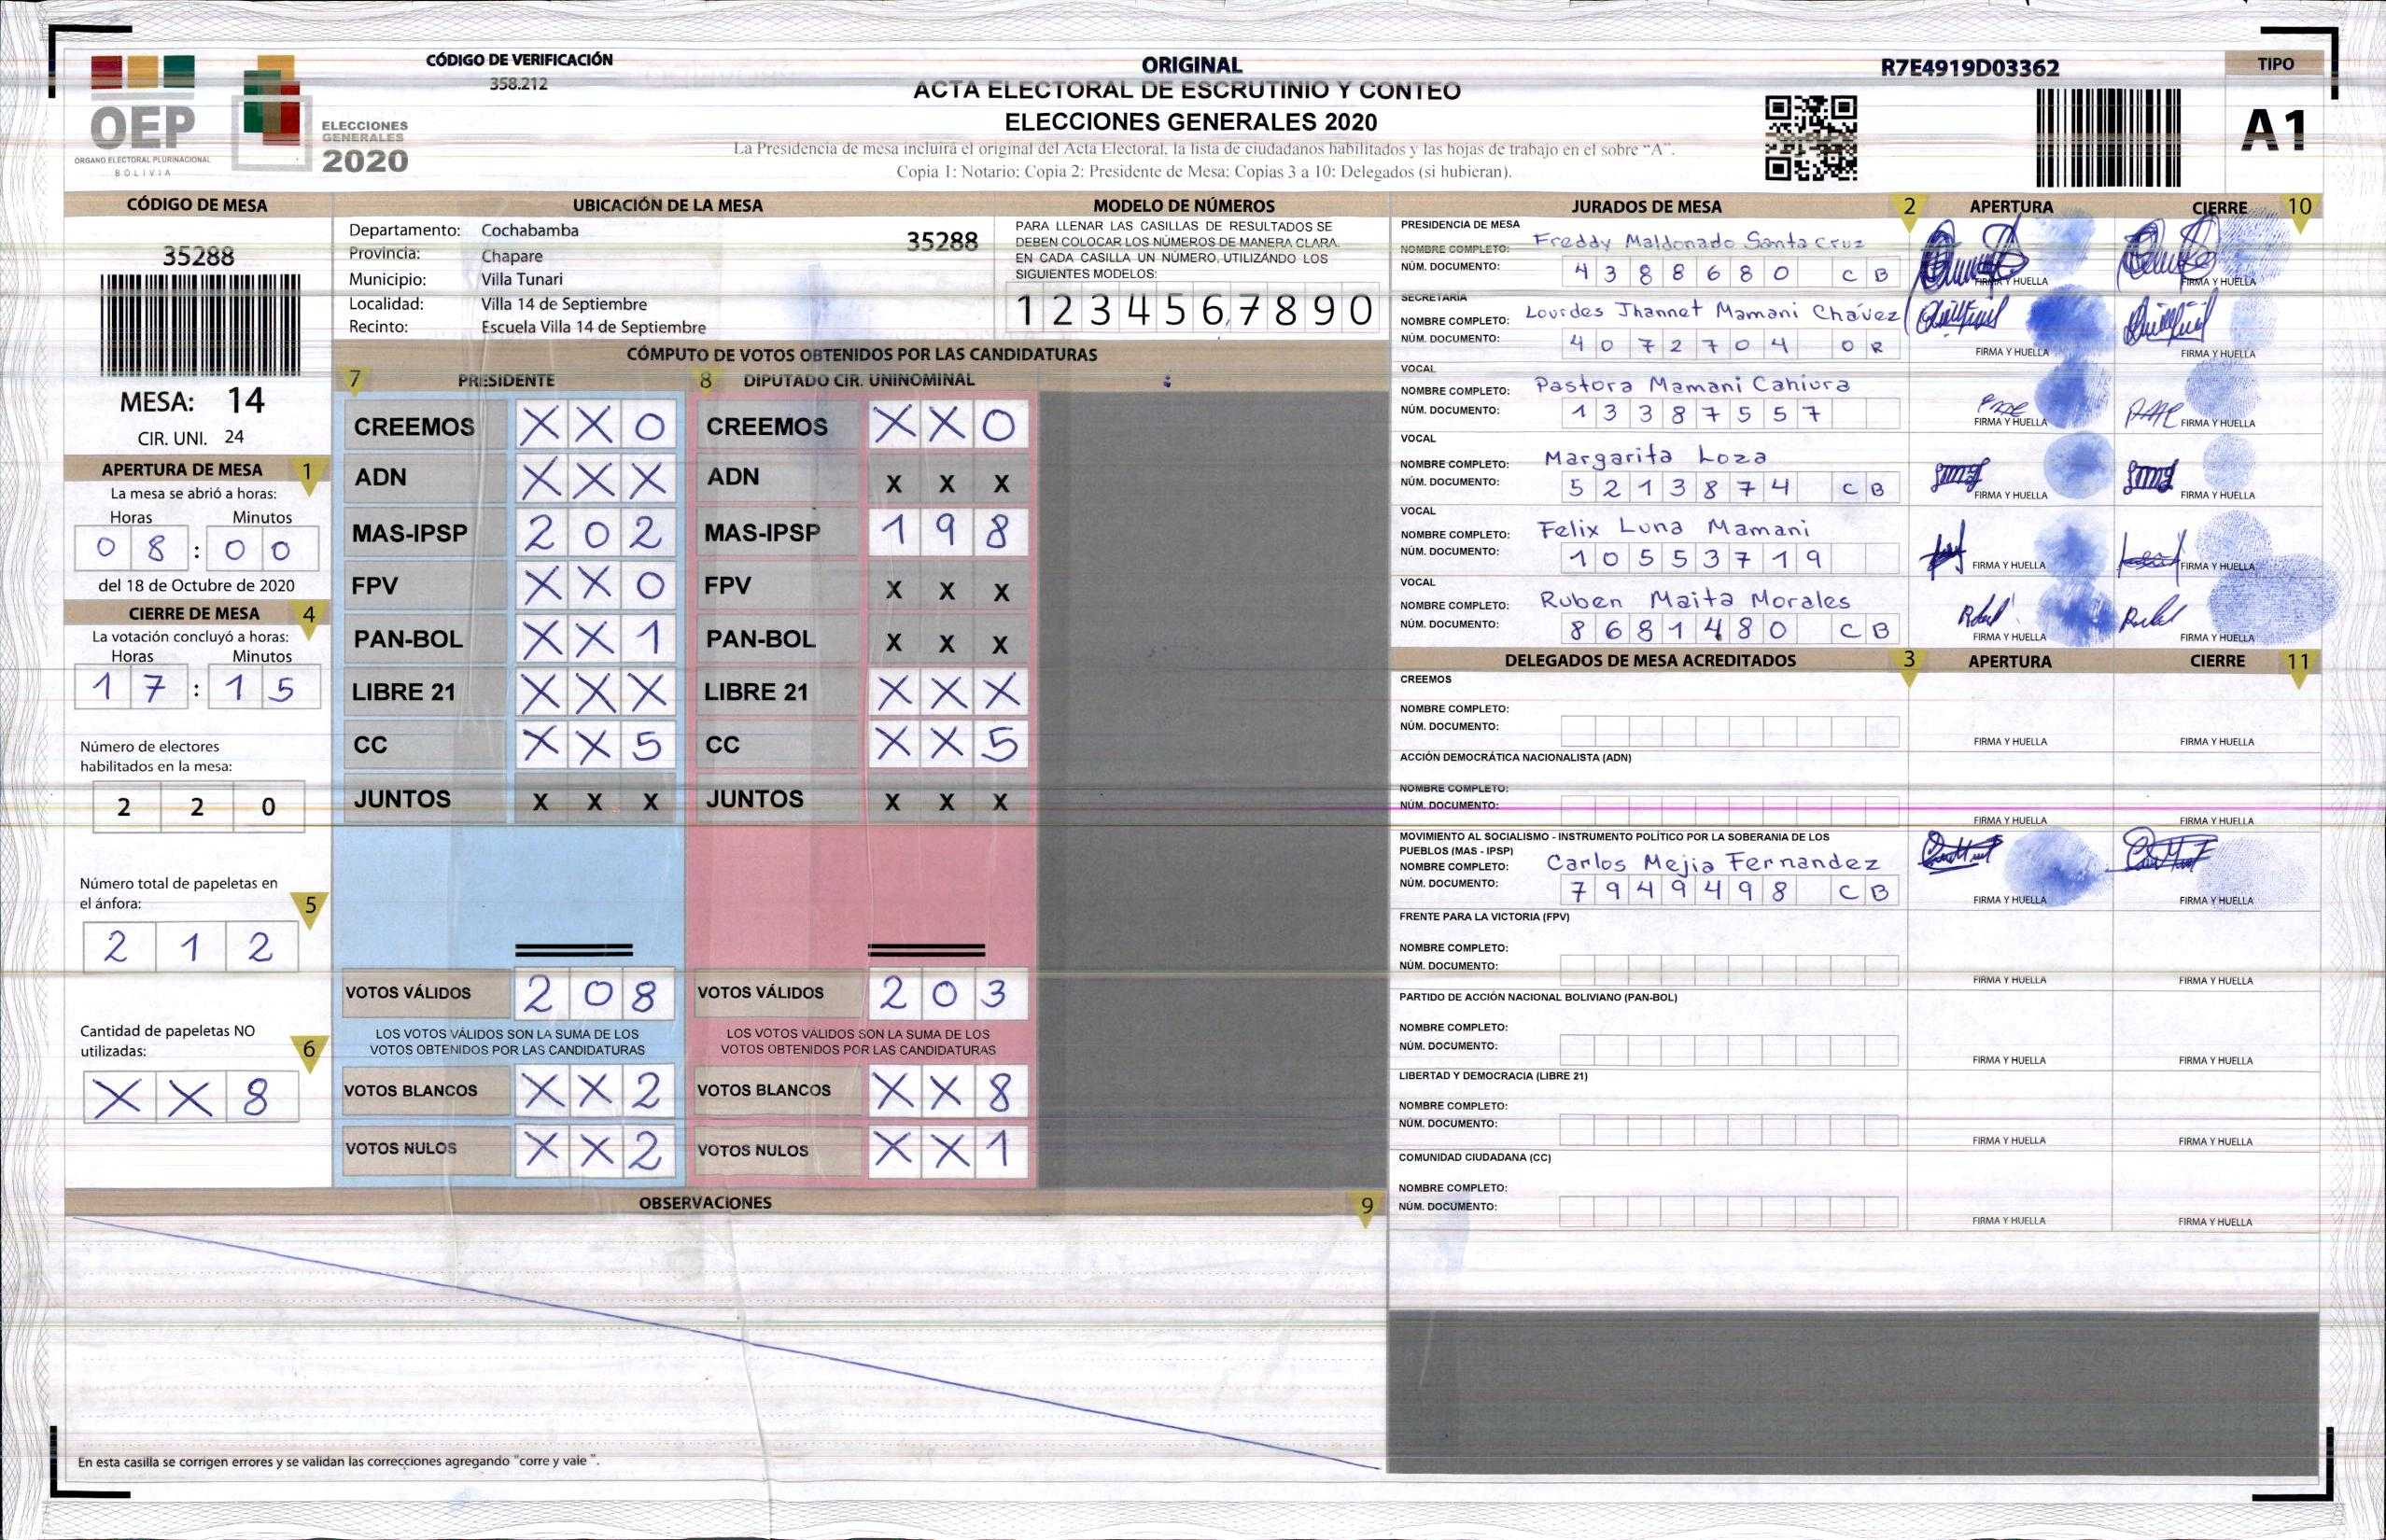 OEP
ORGANO ELECTORAL PLURINACIONAL
BOLIVIA
ELECCIONES
GENERALES
2020
CÓDIGO DE VERIFICACIÓN
358.212
ORIGINAL
ACTA ELECTORAL DE ESCRUTINIO Y CONTEO
ELECCIONES GENERALES 2020
La Presidencia de mesa incluirá el original del Acta Electoral, la lista de ciudadanos habilitados y las hojas de trabajo en el sobre "A".
Copia 1: Notario; Copia 2: Presidente de Mesa; Copias 3 a 10: Delegados (si hubieran).
R7E4919D03362
TIPO
A1
CÓDIGO DE MESA
35288
MESA: 14
CIR. UNI. 24
APERTURA DE MESA 1
La mesa se abrió a horas:
Horas Minutos
0 8 : 0 0
del 18 de Octubre de 2020
CIERRE DE MESA 4
La votación concluyó a horas:
Horas Minutos
1 7 : 1 5
Número de electores
habilitados en la mesa:
2 2 0
Número total de papeletas en
el ánfora: 5
2 1 2
Cantidad de papeletas NO
utilizadas: 6
X X 8
UBICACIÓN DE LA MESA
Departamento: Cochabamba 35288
Provincia: Chapare
Municipio: Villa Tunari
Localidad: Villa 14 de Septiembre
Recinto: Escuela Villa 14 de Septiembre
MODELO DE NÚMEROS
PARA LLENAR LAS CASILLAS DE RESULTADOS SE
DEBEN COLOCAR LOS NÚMEROS DE MANERA CLARA.
EN CADA CASILLA UN NÚMERO, UTILIZANDO LOS
SIGUIENTES MODELOS:
1 2 3 4 5 6 7 8 9 0
CÓMPUTO DE VOTOS OBTENIDOS POR LAS CANDIDATURAS
7 PRESIDENTE 8 DIPUTADO CIR. UNINOMINAL
CREEMOS X X 0 CREEMOS X X 0
ADN X X X ADN X X X
MAS-IPSP 2 0 2 MAS-IPSP 1 9 8
FPV X X 0 FPV X X X
PAN-BOL X X 1 PAN-BOL X X X
LIBRE 21 X X X LIBRE 21 X X X
CC X X 5 CC X X 5
JUNTOS X X X JUNTOS X X X
VOTOS VÁLIDOS 2 0 8 VOTOS VÁLIDOS 2 0 3
LOS VOTOS VÁLIDOS SON LA SUMA DE LOS LOS VOTOS VÁLIDOS SON LA SUMA DE LOS
VOTOS OBTENIDOS POR LAS CANDIDATURAS VOTOS OBTENIDOS POR LAS CANDIDATURAS
VOTOS BLANCOS X X 2 VOTOS BLANCOS X X 8
VOTOS NULOS X X 2 VOTOS NULOS X X 1
OBSERVACIONES 9
En esta casilla se corrigen errores y se validan las correcciones agregando "corre y vale".
JURADOS DE MESA 2 APERTURA CIERRE 10
PRESIDENCIA DE MESA
NOMBRE COMPLETO: Freddy Maldonado Santa Cruz
NÚM. DOCUMENTO: 4 3 8 8 6 8 0 C B FIRMA Y HUELLA FIRMA Y HUELLA
SECRETARÍA
NOMBRE COMPLETO: Lourdes Jhannet Mamani Chávez
NÚM. DOCUMENTO: 4 0 7 2 7 0 4 O R FIRMA Y HUELLA FIRMA Y HUELLA
VOCAL
NOMBRE COMPLETO: Pastora Mamani Cahiura
NÚM. DOCUMENTO: 1 3 3 8 7 5 5 7 FIRMA Y HUELLA FIRMA Y HUELLA
VOCAL
NOMBRE COMPLETO: Margarita Loza
NÚM. DOCUMENTO: 5 2 1 3 8 7 4 C B FIRMA Y HUELLA FIRMA Y HUELLA
VOCAL
NOMBRE COMPLETO: Felix Luna Mamani
NÚM. DOCUMENTO: 1 0 5 5 3 7 1 9 FIRMA Y HUELLA FIRMA Y HUELLA
VOCAL
NOMBRE COMPLETO: Ruben Maita Morales
NÚM. DOCUMENTO: 8 6 8 1 4 8 0 C B FIRMA Y HUELLA FIRMA Y HUELLA
DELEGADOS DE MESA ACREDITADOS 3 APERTURA CIERRE 11
CREEMOS
NOMBRE COMPLETO:
NÚM. DOCUMENTO: FIRMA Y HUELLA FIRMA Y HUELLA
ACCIÓN DEMOCRÁTICA NACIONALISTA (ADN)
NOMBRE COMPLETO:
NÚM. DOCUMENTO: FIRMA Y HUELLA FIRMA Y HUELLA
MOVIMIENTO AL SOCIALISMO - INSTRUMENTO POLÍTICO POR LA SOBERANIA DE LOS
PUEBLOS (MAS - IPSP)
NOMBRE COMPLETO: Carlos Mejia Fernandez
NÚM. DOCUMENTO: 7 9 4 9 4 9 8 C B FIRMA Y HUELLA FIRMA Y HUELLA
FRENTE PARA LA VICTORIA (FPV)
NOMBRE COMPLETO:
NÚM. DOCUMENTO: FIRMA Y HUELLA FIRMA Y HUELLA
PARTIDO DE ACCIÓN NACIONAL BOLIVIANO (PAN-BOL)
NOMBRE COMPLETO:
NÚM. DOCUMENTO: FIRMA Y HUELLA FIRMA Y HUELLA
LIBERTAD Y DEMOCRACIA (LIBRE 21)
NOMBRE COMPLETO:
NÚM. DOCUMENTO: FIRMA Y HUELLA FIRMA Y HUELLA
COMUNIDAD CIUDADANA (CC)
NOMBRE COMPLETO:
NÚM. DOCUMENTO: FIRMA Y HUELLA FIRMA Y HUELLA